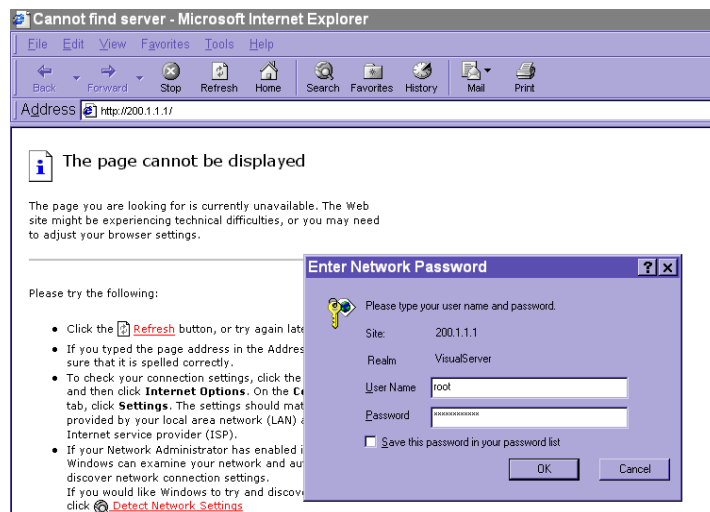 Cannot find server - Microsoft Internet Explorer
File Edit View Favorites Tools Help
Back Forward Stop Refresh Home Search Favorites History Mail Print
Address http://200.1.1.1/
The page cannot be displayed
The page you are looking for is currently unavailable. The Web
site might be experiencing technical difficulties, or you may need
to adjust your browser settings.
Please try the following:
Click the Refresh button, or try again
If you typed the page address in the
sure that it is spelled correctly.
To check your connection settings, click the
and then click Internet Options. On the
tab, click Settings. The settings should
provided by your local area network (LAN)
Internet service provider (ISP).
If your Network Administrator has enabled
Windows can examine your network and
discover network connection settings.
If you would like Windows to try and
click Detect Network Settings
Enter Network Password
? x
Please type your user name and password.
Site: 200.1.1.1
Realm VisualServer
User Name root
Password ************
Save this password in your password list
OK Cancel